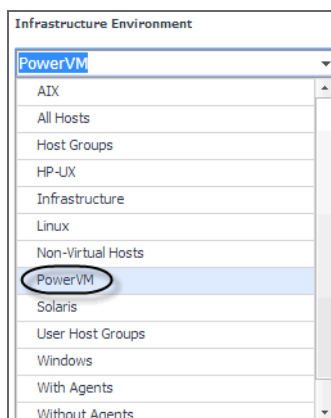 Infrastructure Environment
PowerVM
AIX
All Hosts
Host Groups
HP-UX
Infrastructure
Linux
Non-Virtual Hosts
PowerVM
Solaris
User Host Groups
Windows
With Agents
Without Agents